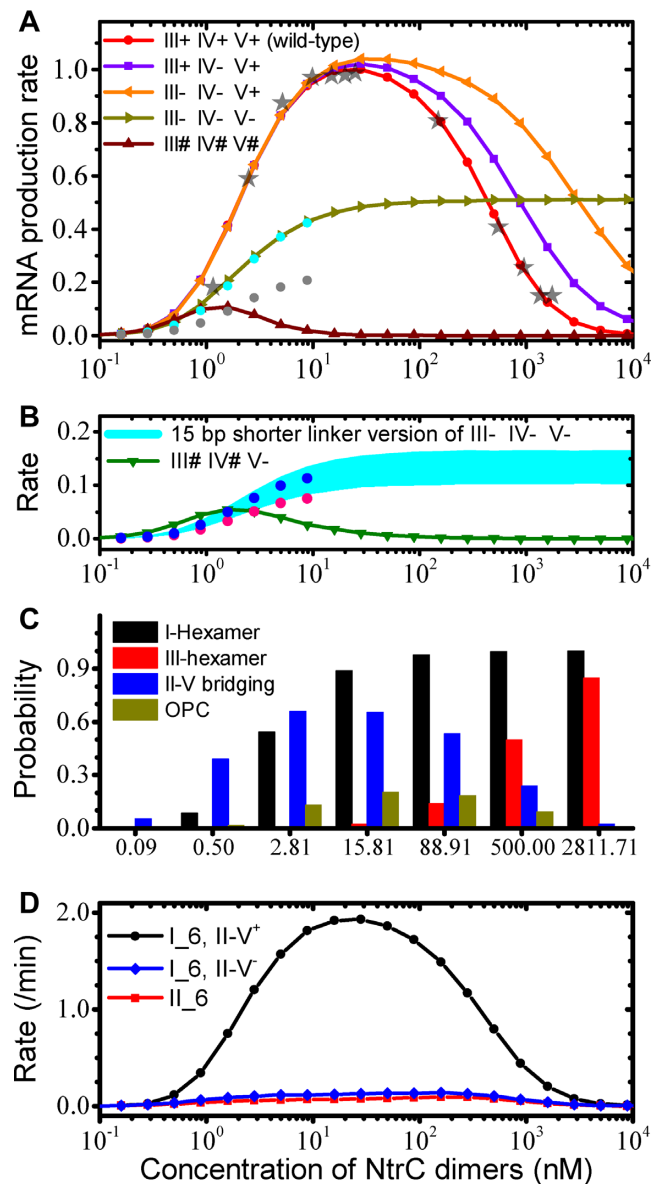 A
III+ IV+ V+ (wild-type)
III+ IV- V+
III- IV- V+
III- IV- V-
III# IV# V#
mRNA production rate
1.0
0.8
0.6
0.4
0.2
0.0
10-1 100 101 102 103 104
B
15 bp shorter linker version of III- IV- V-
III# IV# V-
Rate
0.2
0.1
0.0
10-1 100 101 102 103 104
C
I-Hexamer
III-hexamer
II-V bridging
OPC
Probability
0.9
0.6
0.3
0.0
0.09 0.50 2.81 15.81 88.91 500.00 2811.71
D
I_6, II-V+
I_6, II-V-
II_6
Rate (/min)
2.0
1.0
0.0
10-1 100 101 102 103 104
Concentration of NtrC dimers (nM)